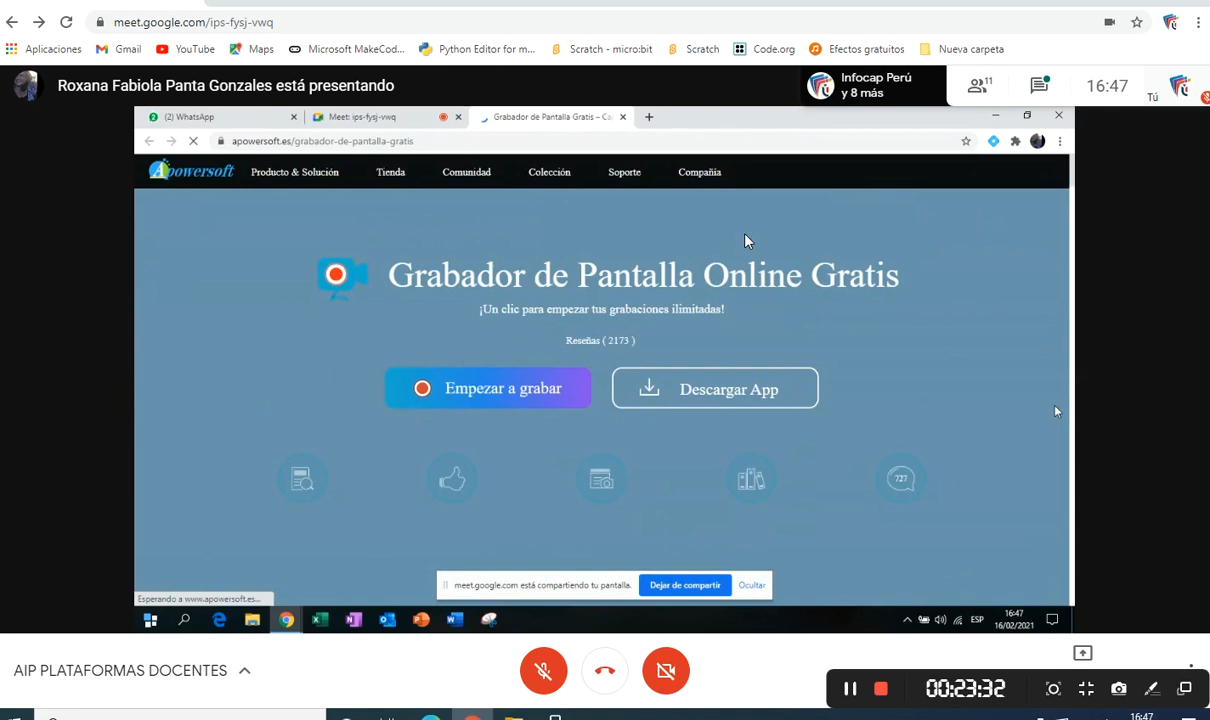 meet.google.com/ips-fysj-vwq
Aplicaciones Gmail YouTube Maps Microsoft MakeCod... Python Editor for m... Scratch - micro:bit Scratch Code.org Efectos gratuitos Nueva carpeta
Roxana Fabiola Panta Gonzales está presentando
Infocap Perú
y 8 más
11
16:47
Tú
(2) WhatsApp Meet: ips-fysj-vwq Grabador de Pantalla Gratis – Ca
apowersoft.es/grabador-de-pantalla-gratis
Apowersoft Producto & Solución Tienda Comunidad Colección Soporte Compañia
Grabador de Pantalla Online Gratis
¡Un clic para empezar tus grabaciones ilimitadas!
Reseñas ( 2173 )
Empezar a grabar Descargar App
727
meet.google.com está compartiendo tu pantalla. Dejar de compartir Ocultar
Esperando a www.apowersoft.es...
ESP 16:47
16/02/2021
AIP PLATAFORMAS DOCENTES
00:23:32
16:47